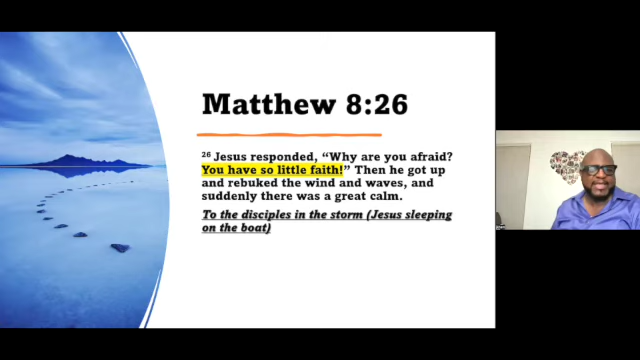 Matthew 8:26
26 Jesus responded, “Why are you afraid?
You have so little faith!” Then he got up
and rebuked the wind and waves, and
suddenly there was a great calm.
To the disciples in the storm (Jesus sleeping
on the boat)